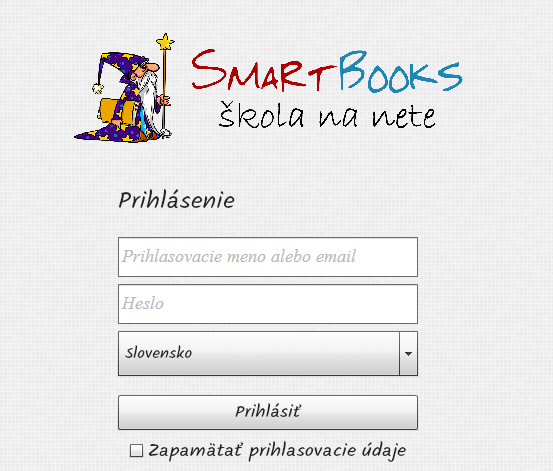 SmartBooks
škola na nete
Prihlásenie
Prihlasovacie meno alebo email
Heslo
Slovensko
Prihlásiť
Zapamätať prihlasovacie údaje